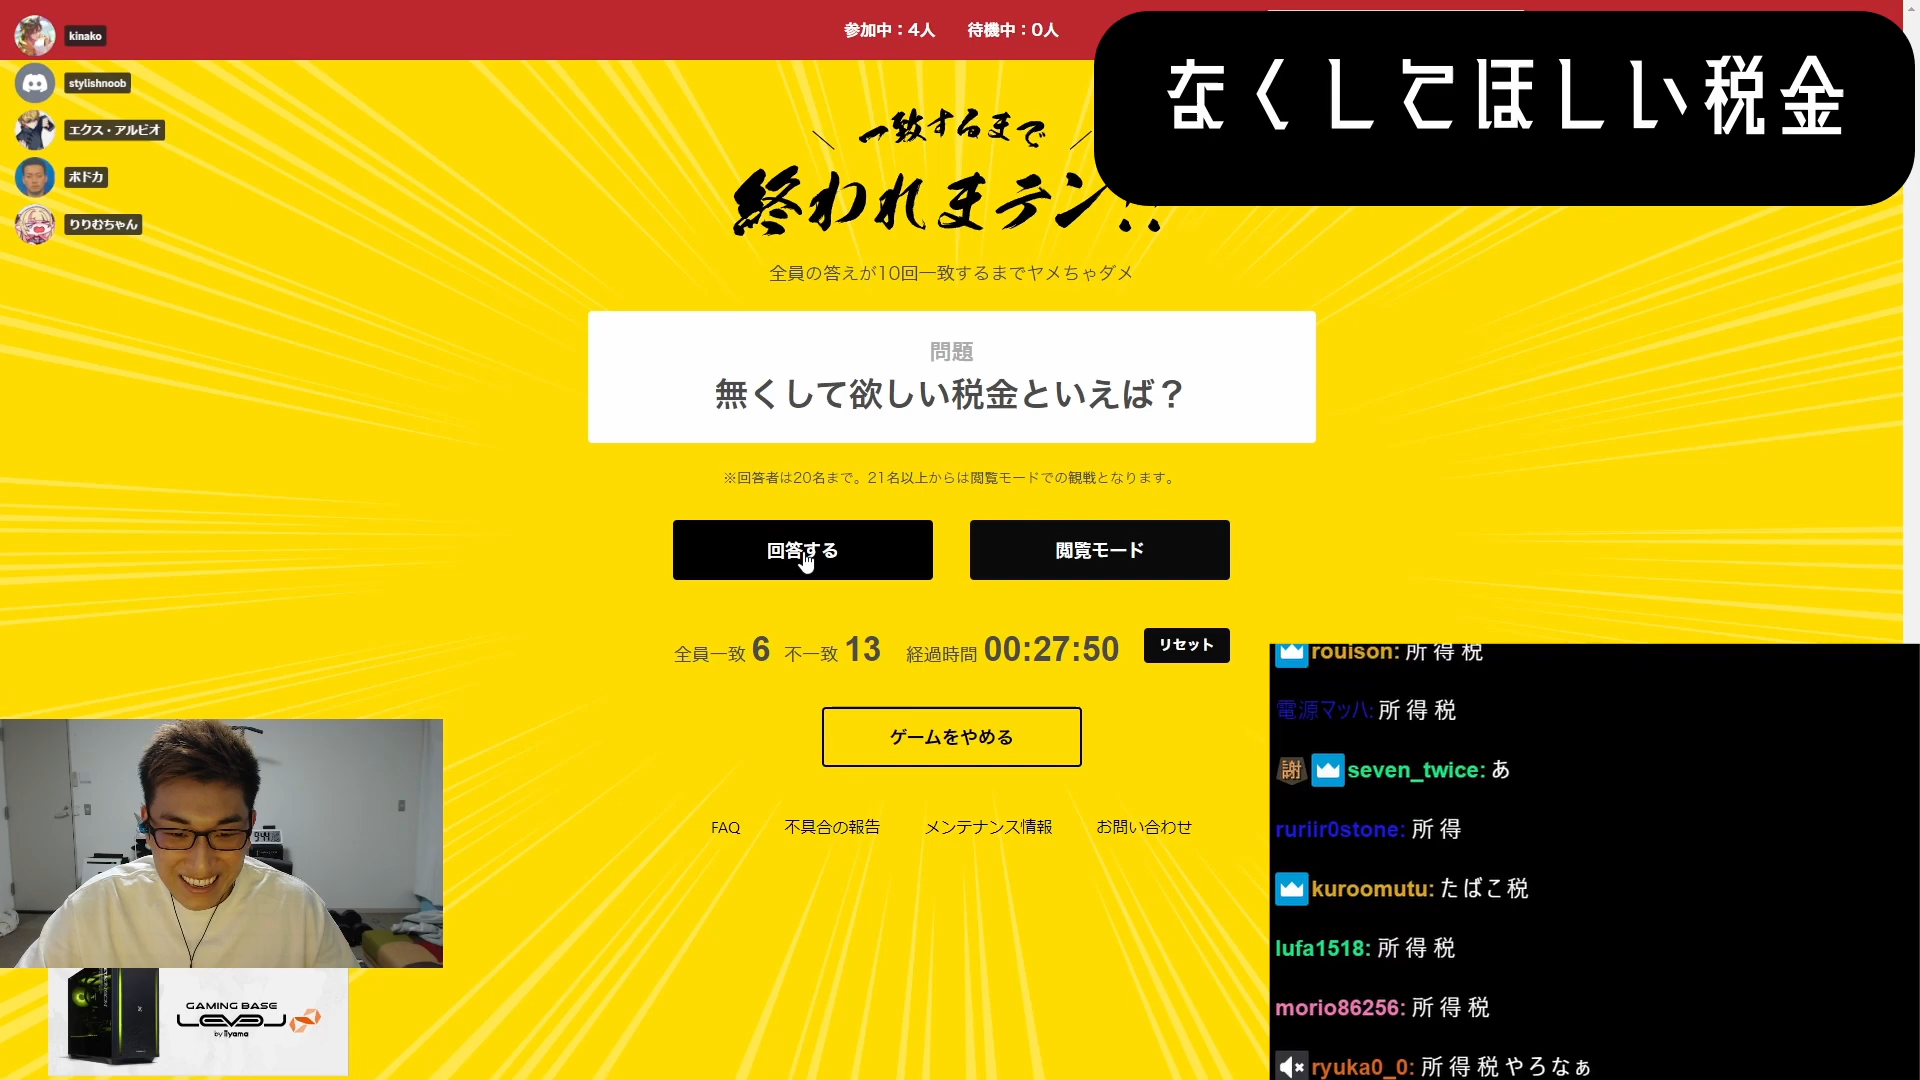 kinako
stylishnoob
エクス・アルビオ
ボドカ
りりむちゃん
参加中：4人 待機中：0人
なくしてほしい税金
一致するまで
終われまテン!!
全員の答えが10回一致するまでヤメちゃダメ
問題
無くして欲しい税金といえば？
※回答者は20名まで。21名以上からは閲覧モードでの観戦となります。
回答する 閲覧モード
全員一致 6 不一致 13 経過時間 00:27:50 リセット
ゲームをやめる
FAQ 不具合の報告 メンテナンス情報 お問い合わせ
rouison: 所得税
電源マッハ: 所得税
謝 seven_twice: あ
ruriir0stone: 所得
kuroomutu: たばこ税
lufa1518: 所得税
morio86256: 所得税
ryuka0_0: 所得税やろなぁ
944
GAMING BASE
LEVEL∞
by iiyama